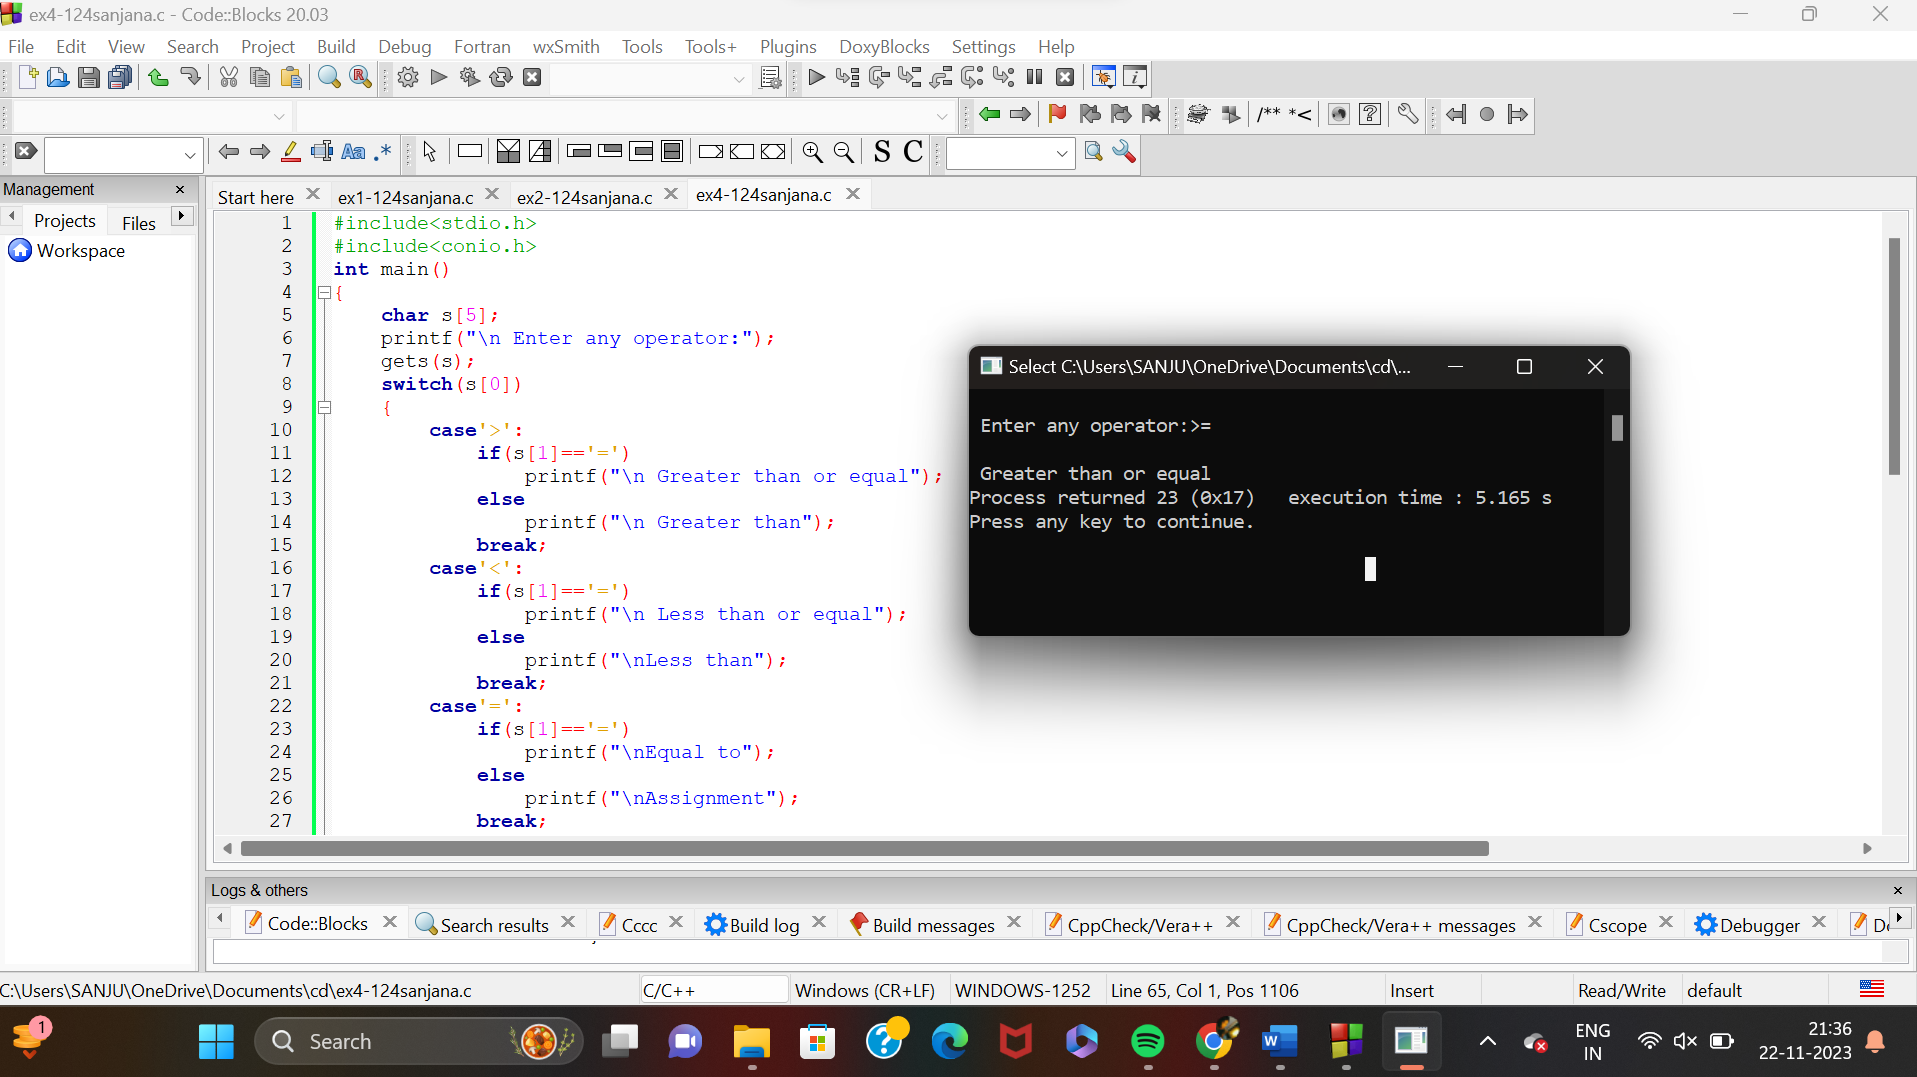 ex4-124sanjana.c - Code::Blocks 20.03
File Edit View Search Project Build Debug Fortran wxSmith Tools Tools+ Plugins DoxyBlocks Settings Help
/** *<
Aa .* S C
Management
Projects Files
Workspace
Start here ex1-124sanjana.c ex2-124sanjana.c ex4-124sanjana.c
1 #include<stdio.h>
2 #include<conio.h>
3 int main()
4 {
5 char s[5];
6 printf("\n Enter any operator:");
7 gets(s);
8 switch(s[0])
9 {
10 case'>':
11 if(s[1]=='=')
12 printf("\n Greater than or equal");
13 else
14 printf("\n Greater than");
15 break;
16 case'<':
17 if(s[1]=='=')
18 printf("\n Less than or equal");
19 else
20 printf("\nLess than");
21 break;
22 case'=':
23 if(s[1]=='=')
24 printf("\nEqual to");
25 else
26 printf("\nAssignment");
27 break;
Select C:\Users\SANJU\OneDrive\Documents\cd\...
Enter any operator:>=
Greater than or equal
Process returned 23 (0x17) execution time : 5.165 s
Press any key to continue.
Logs & others
Code::Blocks Search results Cccc Build log Build messages CppCheck/Vera++ CppCheck/Vera++ messages Cscope Debugger
C:\Users\SANJU\OneDrive\Documents\cd\ex4-124sanjana.c C/C++ Windows (CR+LF) WINDOWS-1252 Line 65, Col 1, Pos 1106 Insert Read/Write default
1 Search ENG 21:36
IN 22-11-2023